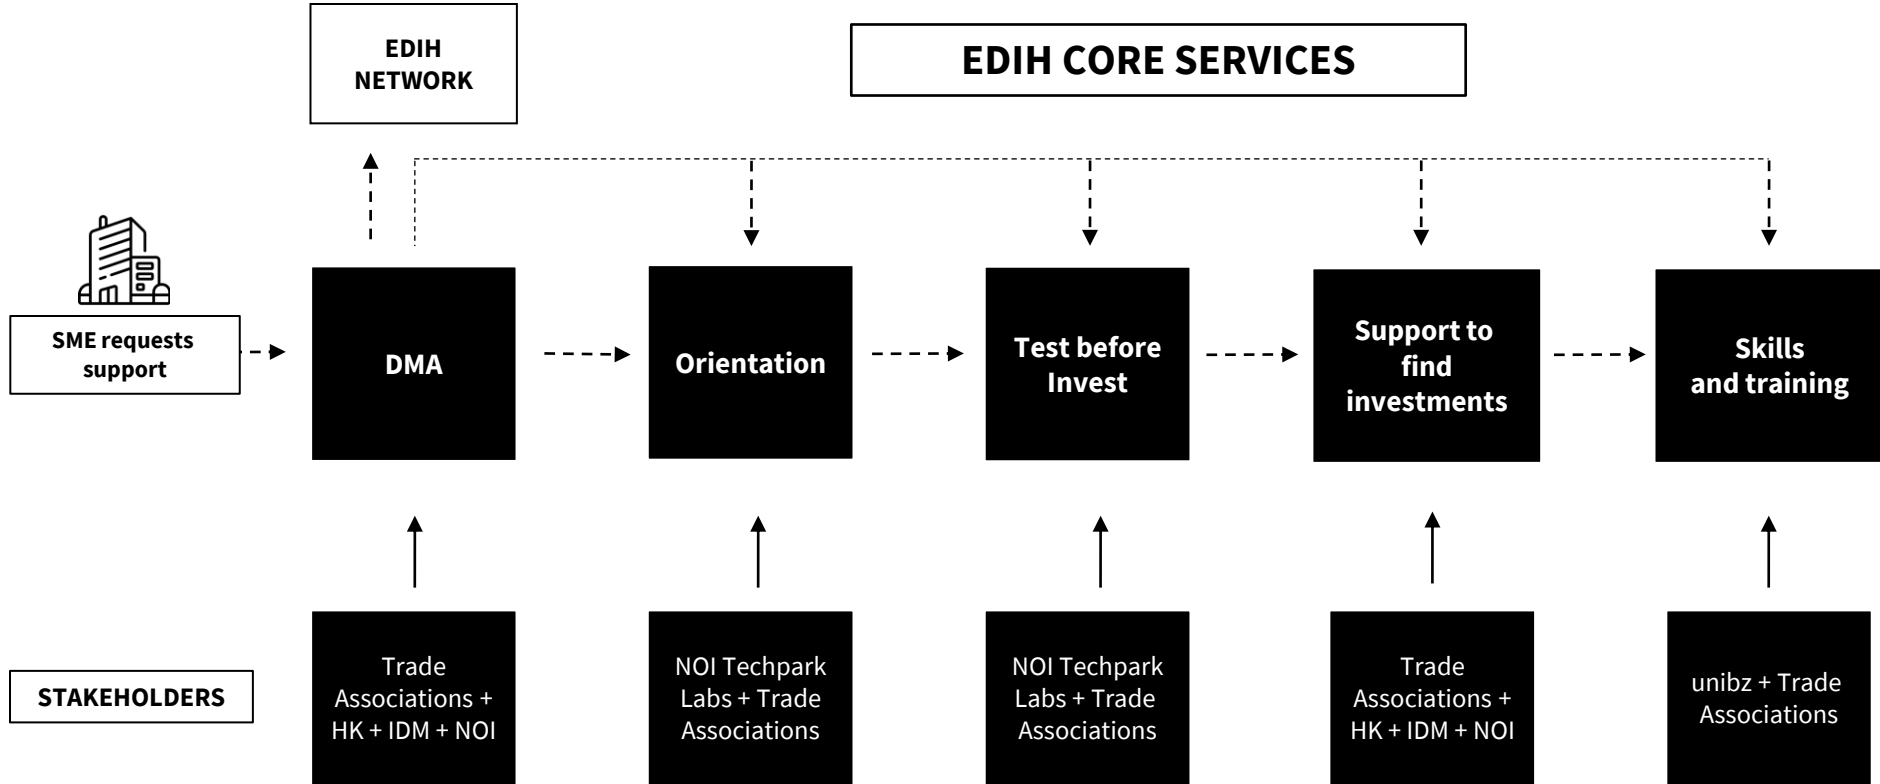 EDIH
NETWORK
EDIH CORE SERVICES
SME requests
support
DMA
Orientation
Test before
Invest
Support to
find
investments
Skills
and training
STAKEHOLDERS
Trade
Associations +
HK + IDM + NOI
NOI Techpark
Labs + Trade
Associations
NOI Techpark
Labs + Trade
Associations
Trade
Associations +
HK + IDM + NOI
unibz + Trade
Associations